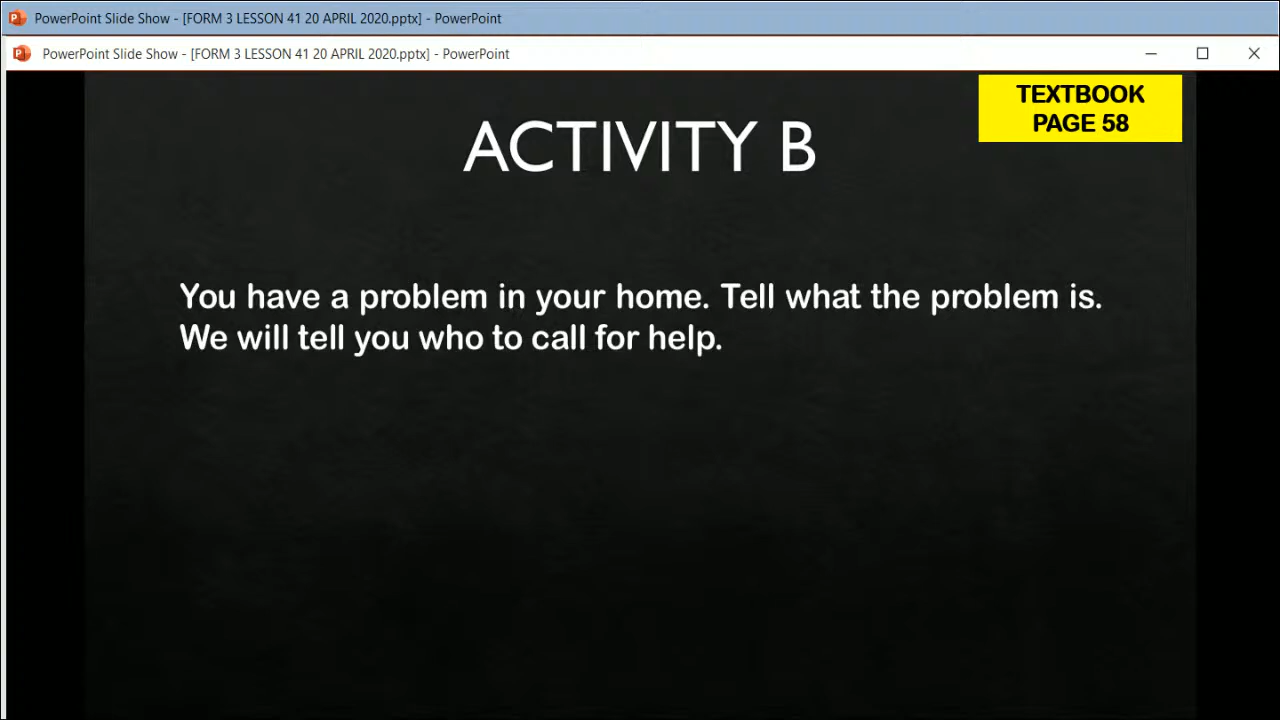 PowerPoint Slide Show - [FORM 3 LESSON 41 20 APRIL 2020.pptx] - PowerPoint
PowerPoint Slide Show - [FORM 3 LESSON 41 20 APRIL 2020.pptx] - PowerPoint
TEXTBOOK
PAGE 58
ACTIVITY B
You have a problem in your home. Tell what the problem is.
We will tell you who to call for help.